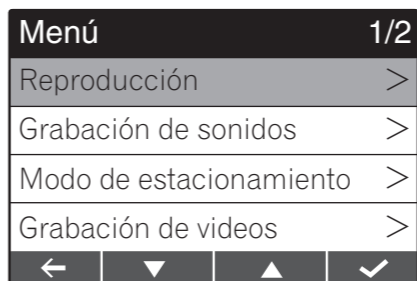 Menú 1/2
Reproducción >
Grabación de sonidos >
Modo de estacionamiento >
Grabación de videos >